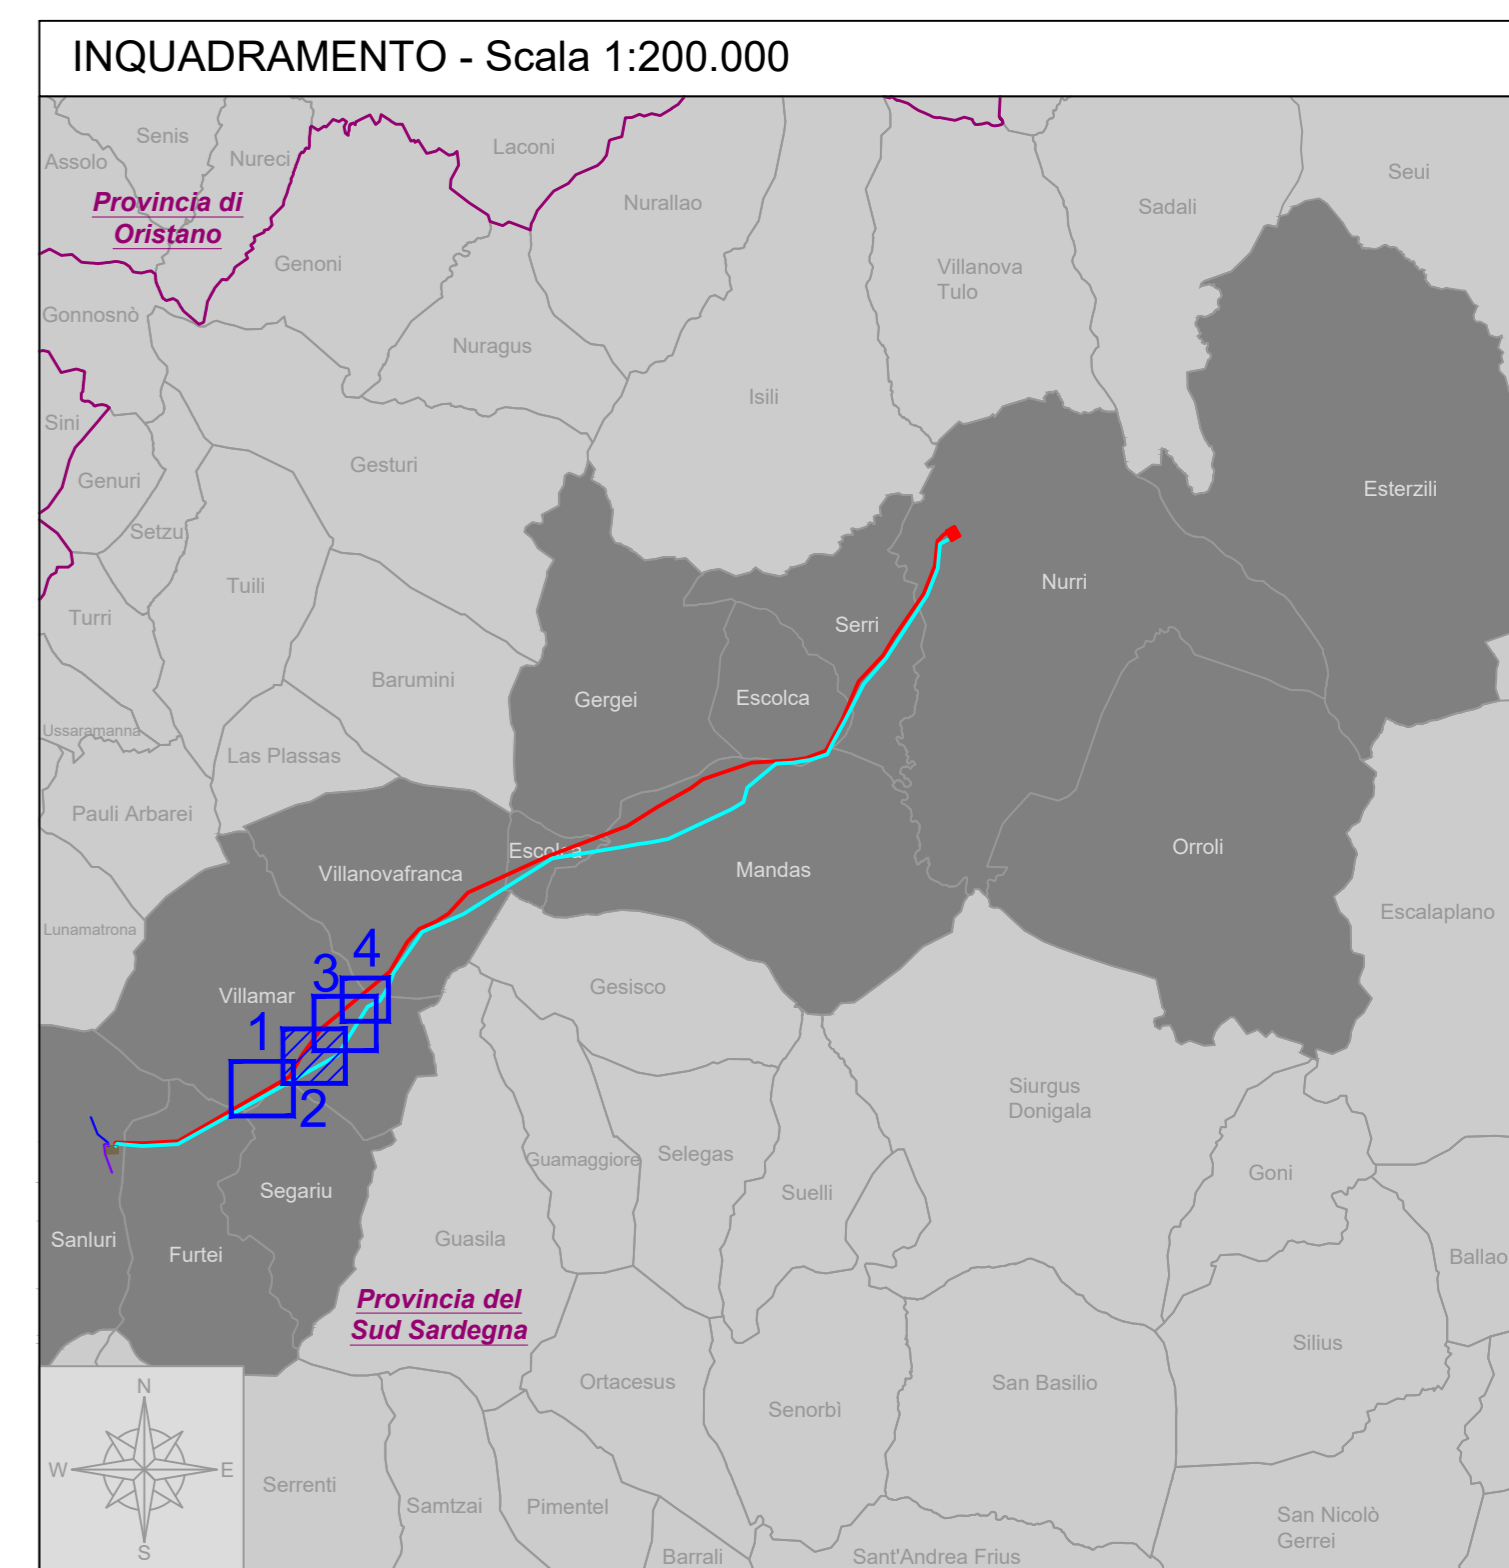 INQUADRAMENTO - Scala 1:200.000
Senis
Assolo
Nureci
Laconi
Seui
Provincia di
Oristano
Nurallao
Sadali
Genoni
Villanova
Tulo
Gonnosnò
Nuragus
Isili
Sini
Gesturi
Genuri
Esterzili
Setzu
Tuili
Nurri
Turri
Serri
Barumini
Gergei
Escolca
Ussaramanna
Las Plassas
Pauli Arbarei
Orroli
Escolca
Villanovafranca
Mandas
Escalaplano
Lunamatrona
4
3
Villamar
Gesisco
1
2
Siurgus
Donigala
Guamaggiore
Selegas
Goni
Segariu
Suelli
Sanluri
Furtei
Guasila
Ballao
Provincia del
Sud Sardegna
Silius
Ortacesus
San Basilio
Senorbì
N
W
E
S
Serrenti
Samtzai
Pimentel
San Nicolò
Gerrei
Barrali
Sant'Andrea Frius